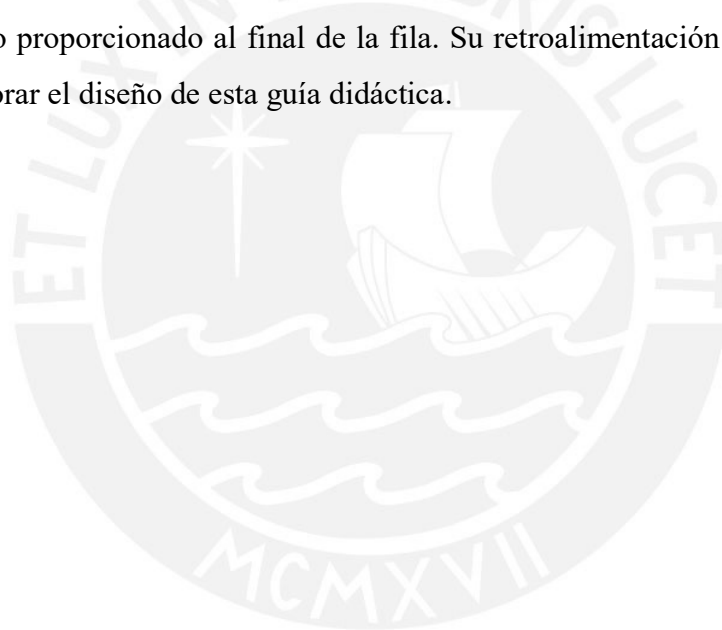 o proporcionado al final de la fila. Su retroalimentación
orar el diseño de esta guía didáctica.
ET LUX IN BRIS LUCET
MCMXVII